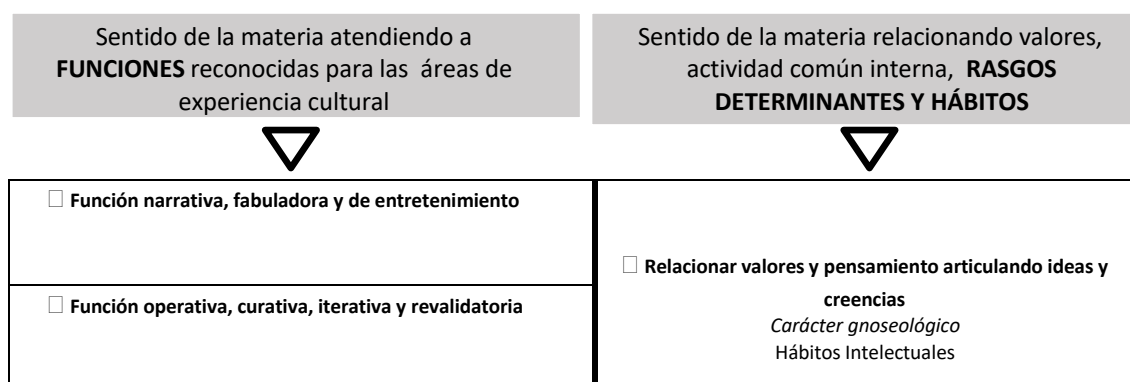 Sentido de la materia atendiendo a
FUNCIONES reconocidas para las áreas de
experiencia cultural
Sentido de la materia relacionando valores,
actividad común interna, RASGOS
DETERMINANTES Y HÁBITOS
☐ Función narrativa, fabuladora y de entretenimiento
☐ Función operativa, curativa, iterativa y revalidatoria
☐ Relacionar valores y pensamiento articulando ideas y
creencias
Carácter gnoseológico
Hábitos Intelectuales